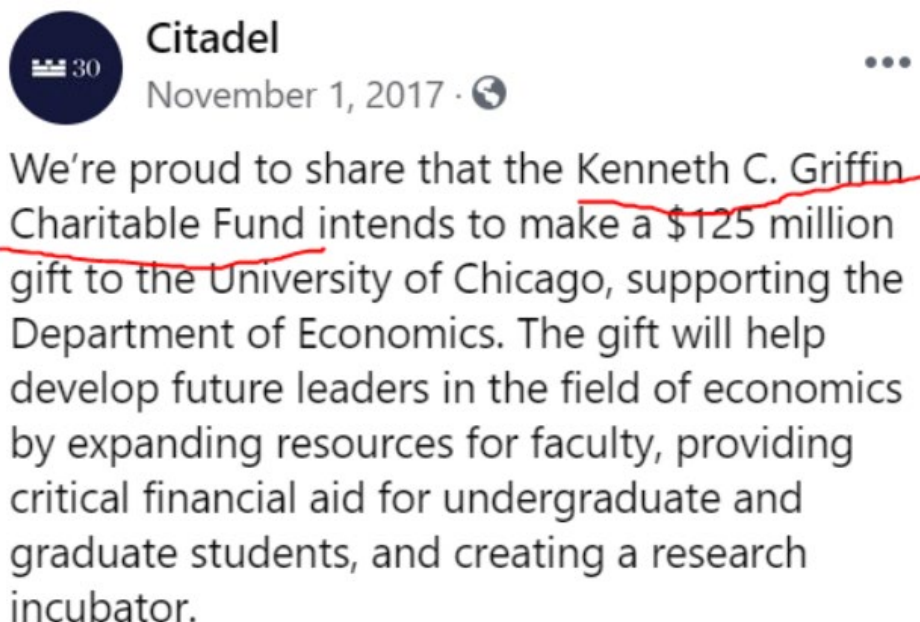 30
Citadel
November 1, 2017 ·
We're proud to share that the Kenneth C. Griffin
Charitable Fund intends to make a $125 million
gift to the University of Chicago, supporting the
Department of Economics. The gift will help
develop future leaders in the field of economics
by expanding resources for faculty, providing
critical financial aid for undergraduate and
graduate students, and creating a research
incubator.